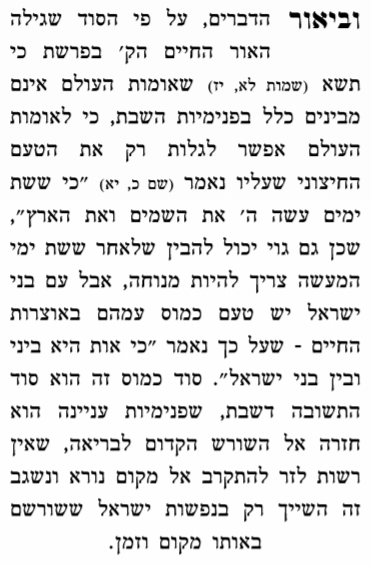 וביאור הדברים, על פי הסוד שגילה
האור החיים הק׳ בפרשת כי
תשא (שמות לא, יז) שאומות העולם אינם
מבינים כלל בפנימיות השבת, כי לאומות
העולם אפשר לגלות רק את הטעם
החיצוני שעליו נאמר (שם כ, יא) ״כי ששת
ימים עשה ה׳ את השמים ואת הארץ״,
שכן גם גוי יכול להבין שלאחר ששת ימי
המעשה צריך להיות מנוחה, אבל עם בני
ישראל יש טעם כמוס עמהם באוצרות
החיים - שעל כך נאמר ״כי אות היא ביני
ובין בני ישראל״. סוד כמוס זה הוא סוד
התשובה דשבת, שפנימיות עניינה הוא
חזרה אל השורש הקדום לבריאה, שאין
רשות לזר להתקרב אל מקום נורא ונשגב
זה השייך רק בנפשות ישראל ששורשם
באותו מקום וזמן.